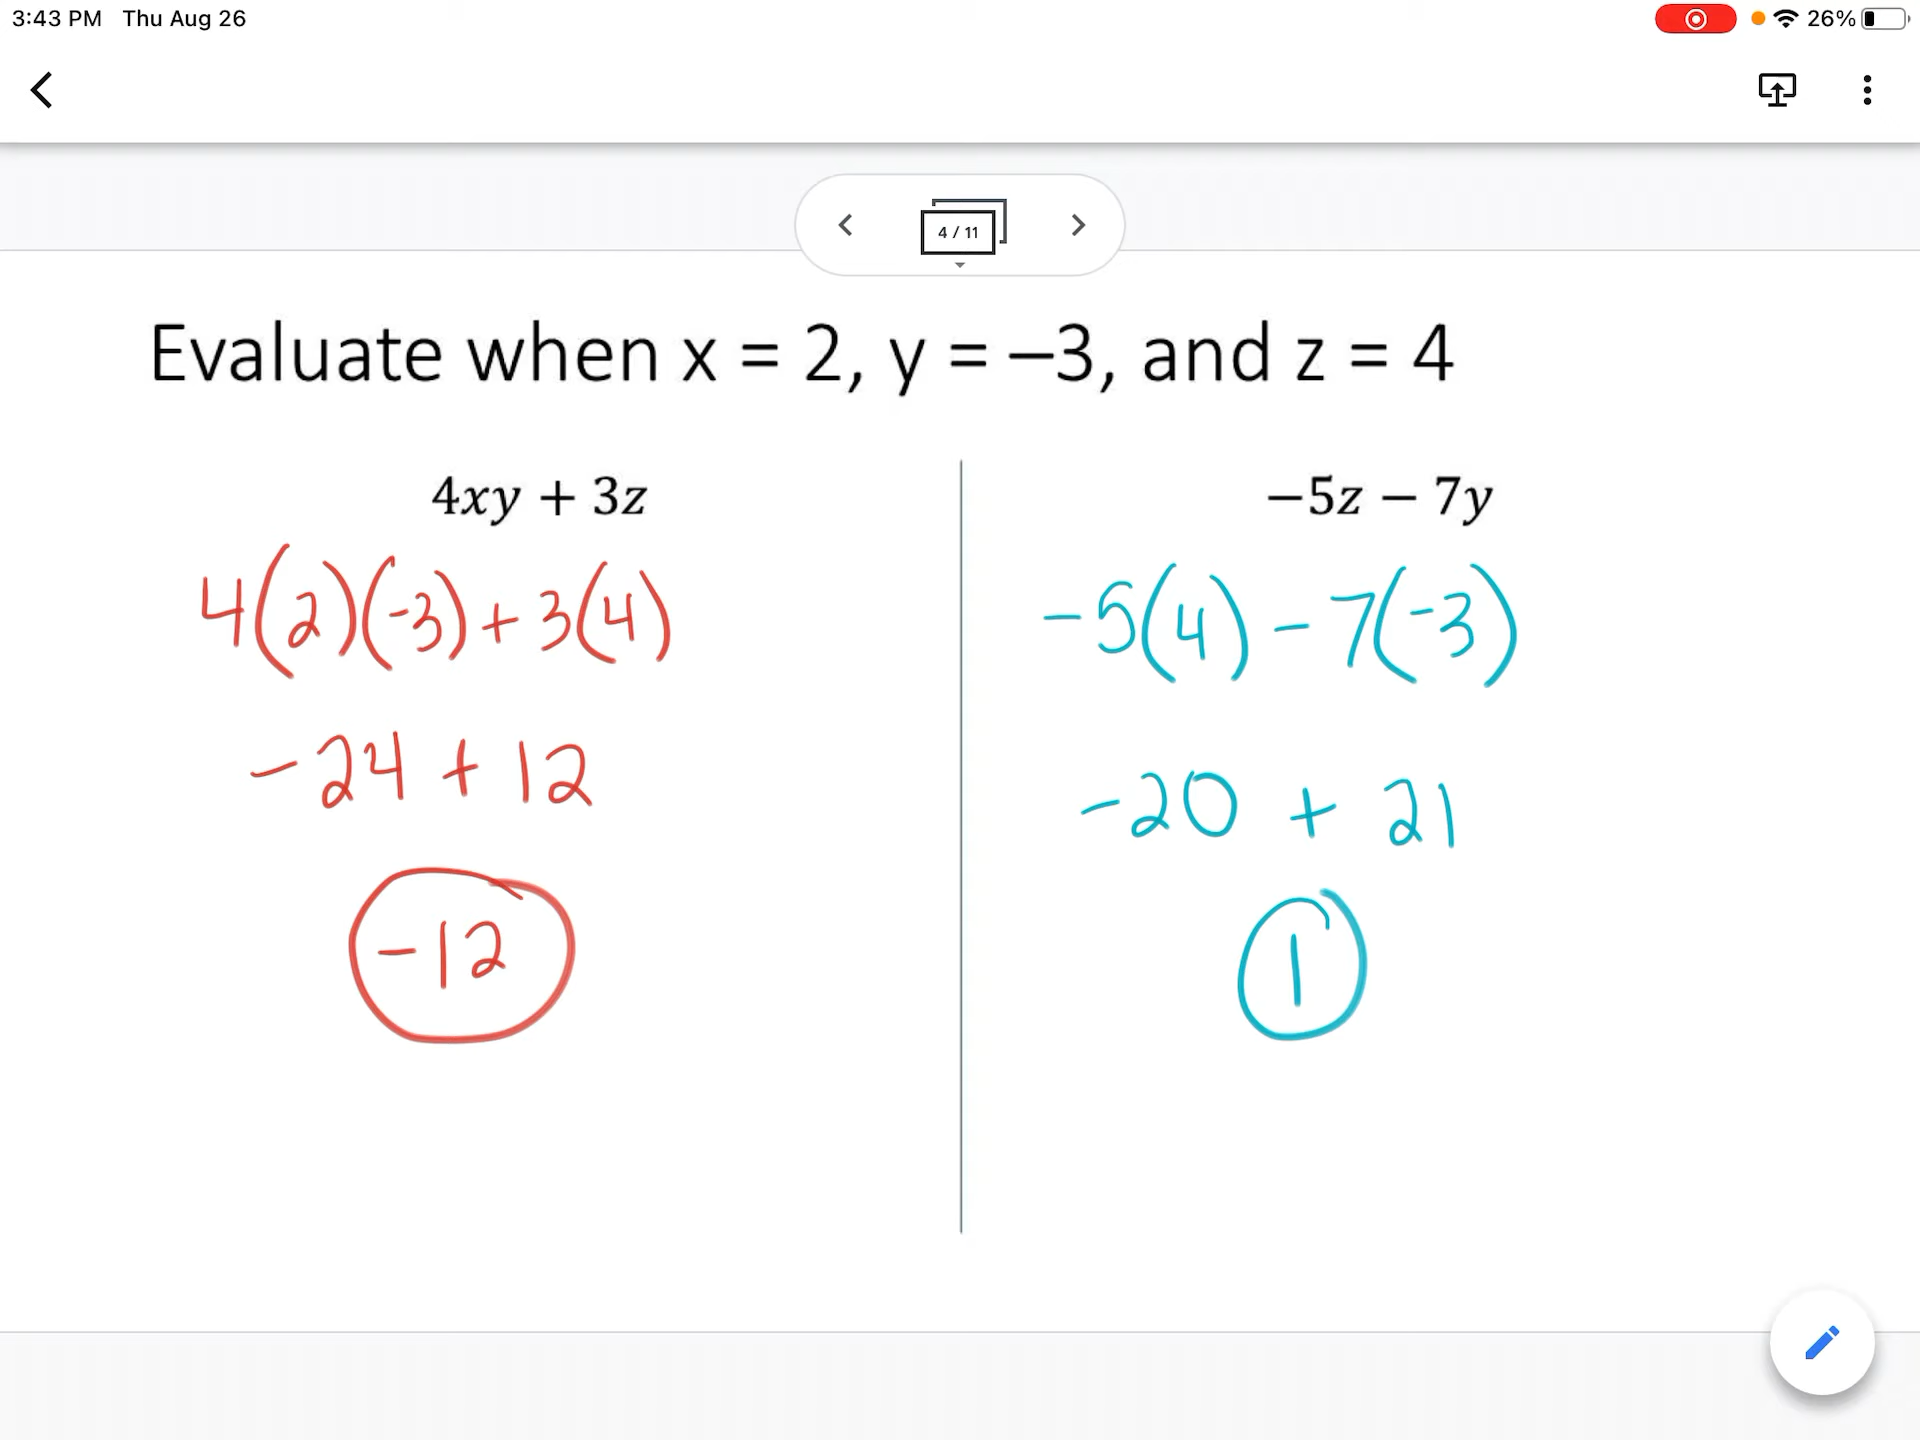 3:43 PM Thu Aug 26
26%
4 / 11
Evaluate when x = 2, y = –3, and z = 4
4xy + 3z
4(2)(-3)+3(4)
-24 + 12
-12
−5z − 7y
-5(4) - 7(-3)
-20 + 21
1